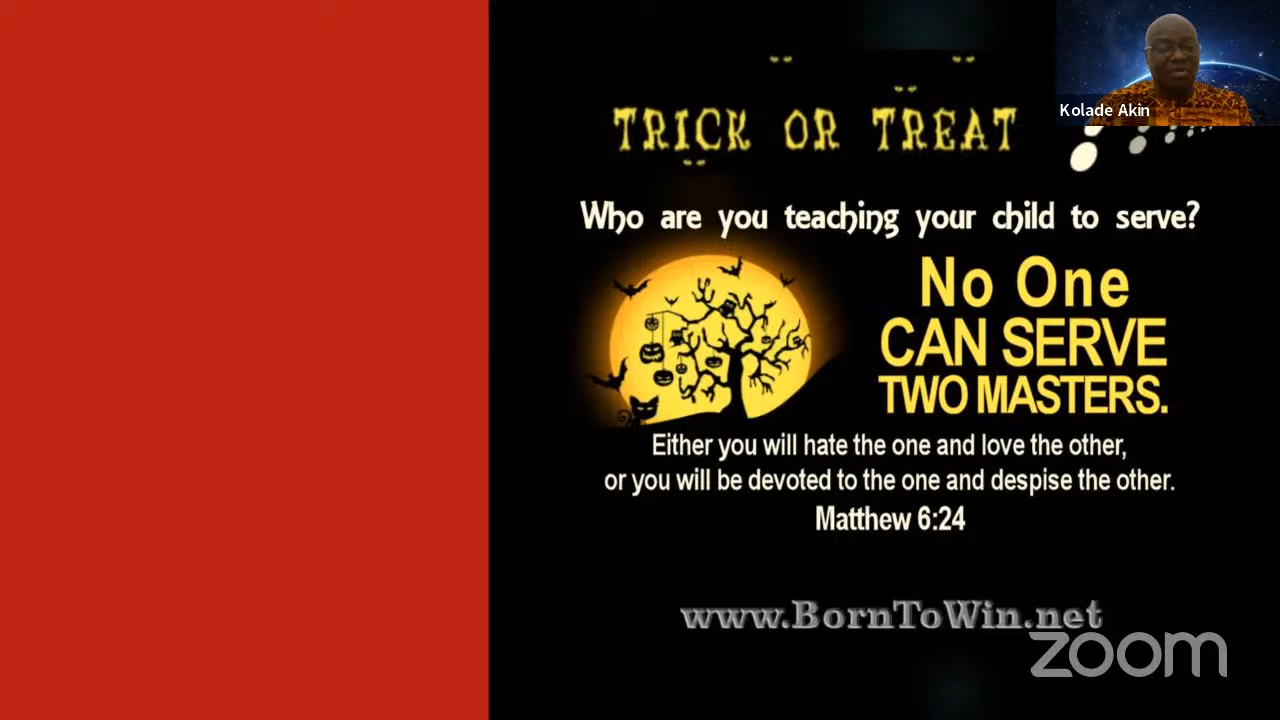 Kolade Akin
TRICK OR TREAT
Who are you teaching your child to serve?
No One
CAN SERVE
TWO MASTERS.
Either you will hate the one and love the other,
or you will be devoted to the one and despise the other.
Matthew 6:24
www.BornToWin.net
zoom